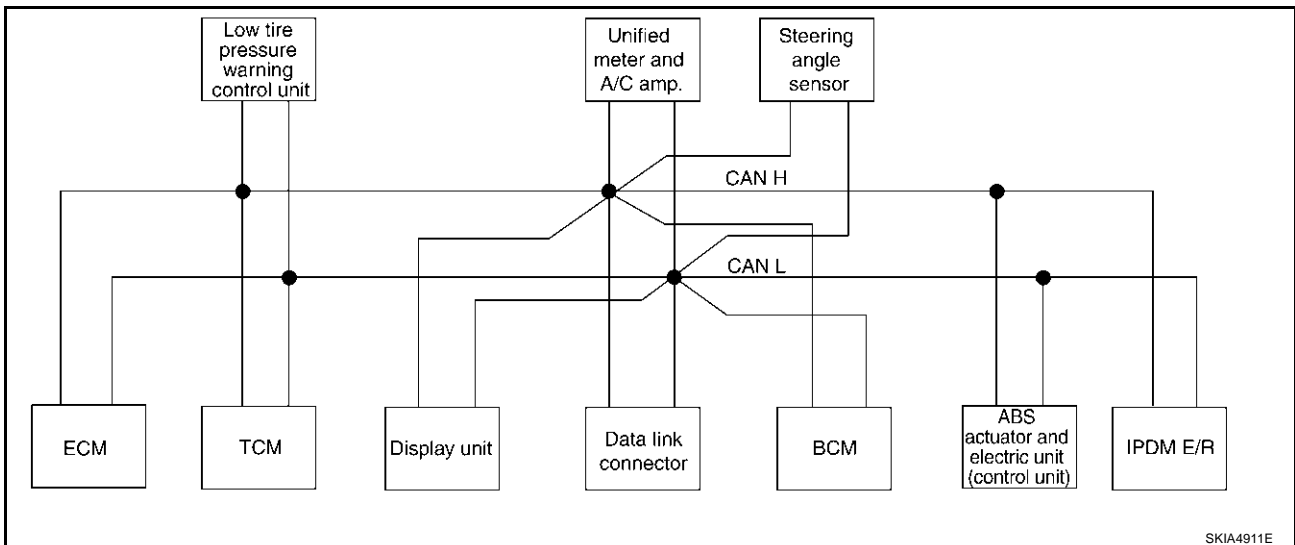 Low tire
pressure
warning
control unit
Unified
meter and
A/C amp.
Steering
angle
sensor
CAN H
CAN L
ECM
TCM
Display unit
Data link
connector
BCM
ABS
actuator and
electric unit
(control unit)
IPDM E/R
SKIA4911E